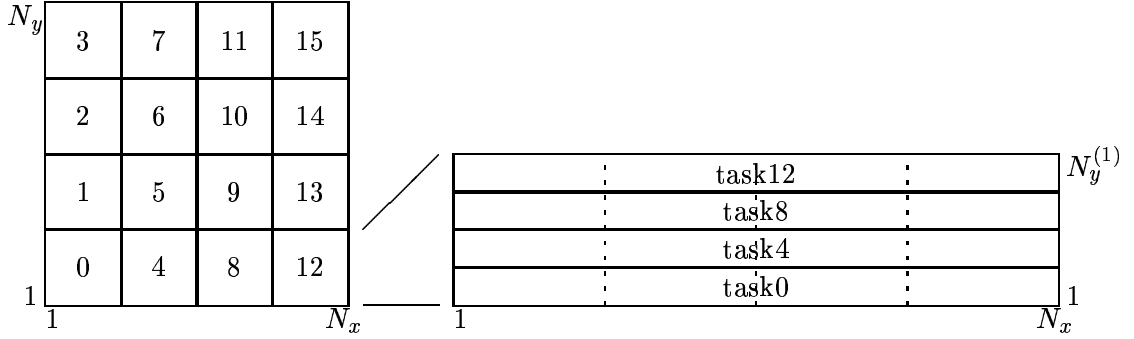 N_y
3 7 11 15
2 6 10 14
1 5 9 13
0 4 8 12
1
1 N_x
task12
task8
task4
task0
N_y^{(1)}
1
1 N_x